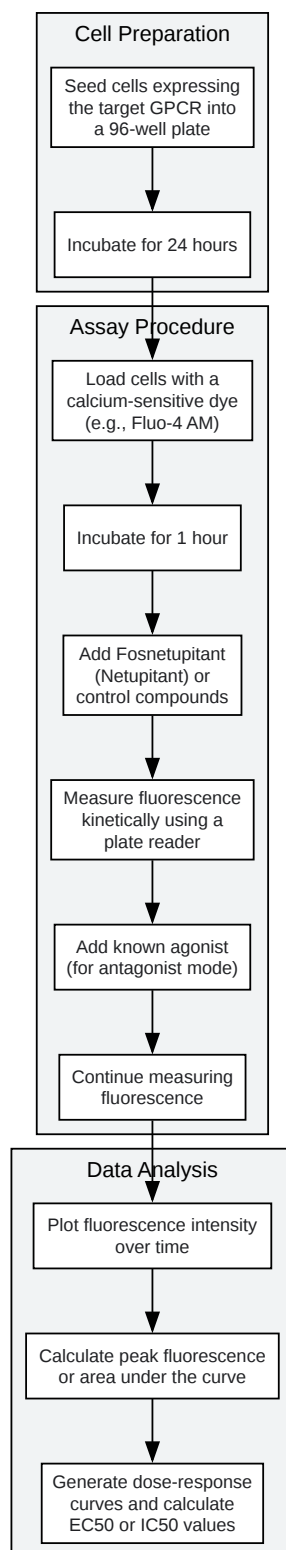 Cell Preparation
Seed cells expressing
the target GPCR into
a 96-well plate
Incubate for 24 hours
Assay Procedure
Load cells with a
calcium-sensitive dye
(e.g., Fluo-4 AM)
Incubate for 1 hour
Add Fosnetupitant
(Netupitant) or
control compounds
Measure fluorescence
kinetically using a
plate reader
Add known agonist
(for antagonist mode)
Continue measuring
fluorescence
Data Analysis
Plot fluorescence intensity
over time
Calculate peak fluorescence
or area under the curve
Generate dose-response
curves and calculate
EC50 or IC50 values